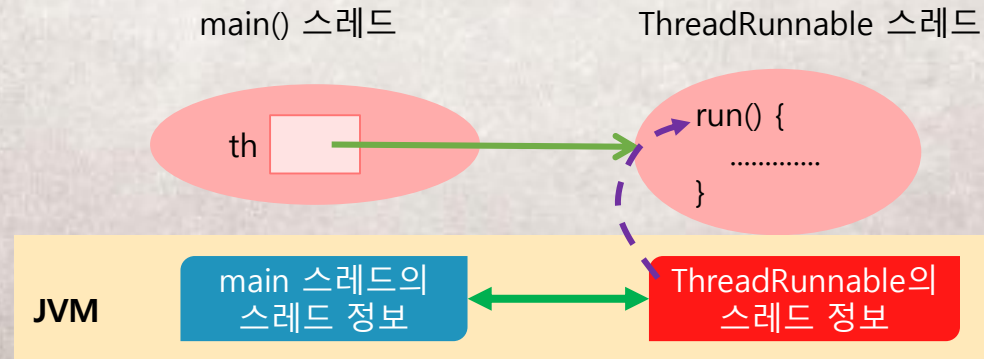 main() 스레드
ThreadRunnable 스레드
th
run() {
.............
}
JVM
main 스레드의
스레드 정보
ThreadRunnable의
스레드 정보